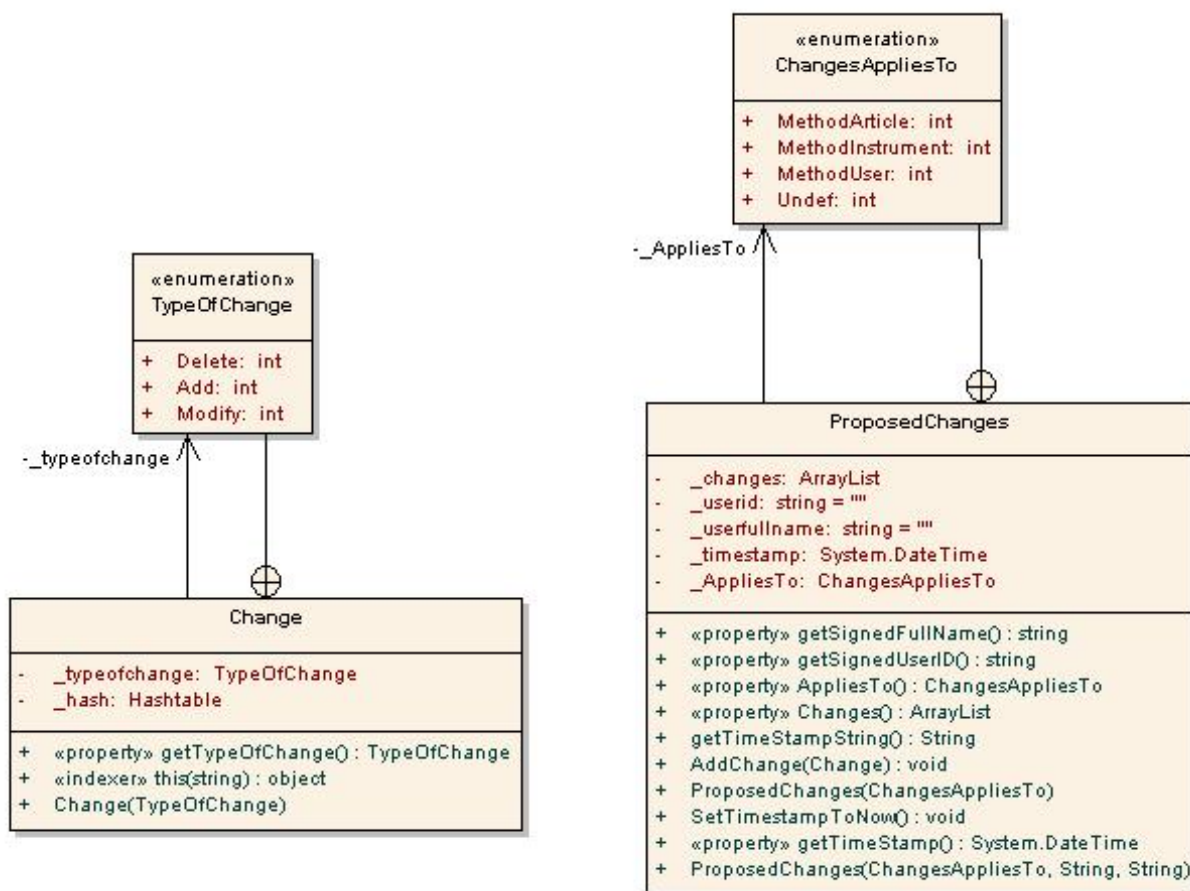 «enumeration»
ChangesAppliesTo
+ MethodArticle: int
+ MethodInstrument: int
+ MethodUser: int
+ Undef: int
-_AppliesTo
«enumeration»
TypeOfChange
+ Delete: int
+ Add: int
+ Modify: int
-_typeofchange
Change
- _typeofchange: TypeOfChange
- _hash: Hashtable
+ «property» getTypeOfChange() : TypeOfChange
+ «indexer» this(string) : object
+ Change(TypeOfChange)
ProposedChanges
- _changes: ArrayList
- _userid: string = ""
- _userfullname: string = ""
- _timestamp: System.DateTime
- _AppliesTo: ChangesAppliesTo
+ «property» getSignedFullName() : string
+ «property» getSignedUserID() : string
+ «property» AppliesTo() : ChangesAppliesTo
+ «property» Changes() : ArrayList
+ getTimeStampString() : String
+ AddChange(Change) : void
+ ProposedChanges(ChangesAppliesTo)
+ SetTimestampToNow() : void
+ «property» getTimeStamp() : System.DateTime
+ ProposedChanges(ChangesAppliesTo, String, String)